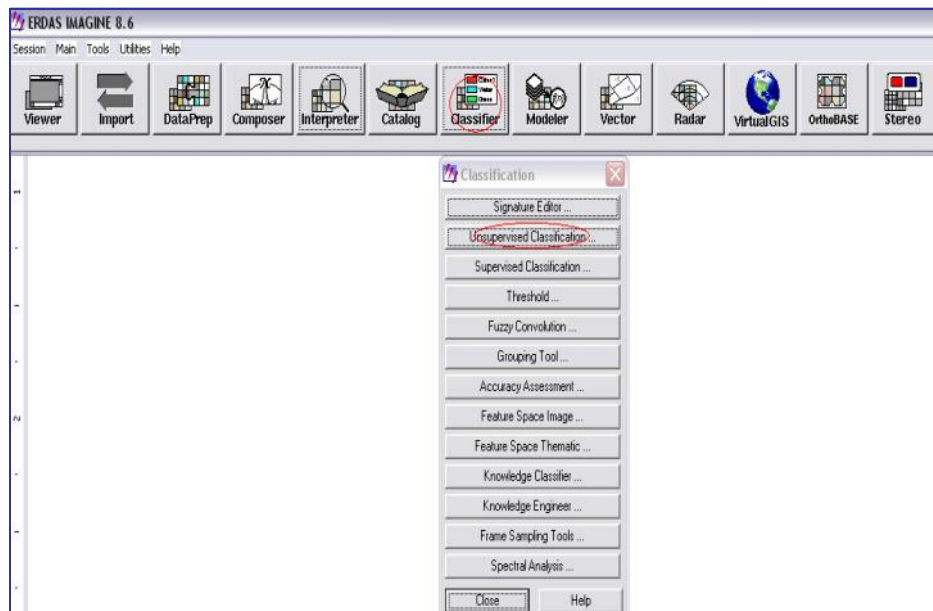 ERDAS IMAGINE 8.6
Session Main Tools Utilities Help
Viewer Import DataPrep Composer Interpreter Catalog Classifier Modeler Vector Radar VirtualGIS OrthoBASE Stereo
Classification
Signature Editor ...
Unsupervised Classification ...
Supervised Classification ...
Threshold ...
Fuzzy Convolution ...
Grouping Tool ...
Accuracy Assessment ...
Feature Space Image ...
Feature Space Thematic ...
Knowledge Classifier ...
Knowledge Engineer ...
Frame Sampling Tools ...
Spectral Analysis ...
Close Help
1
2